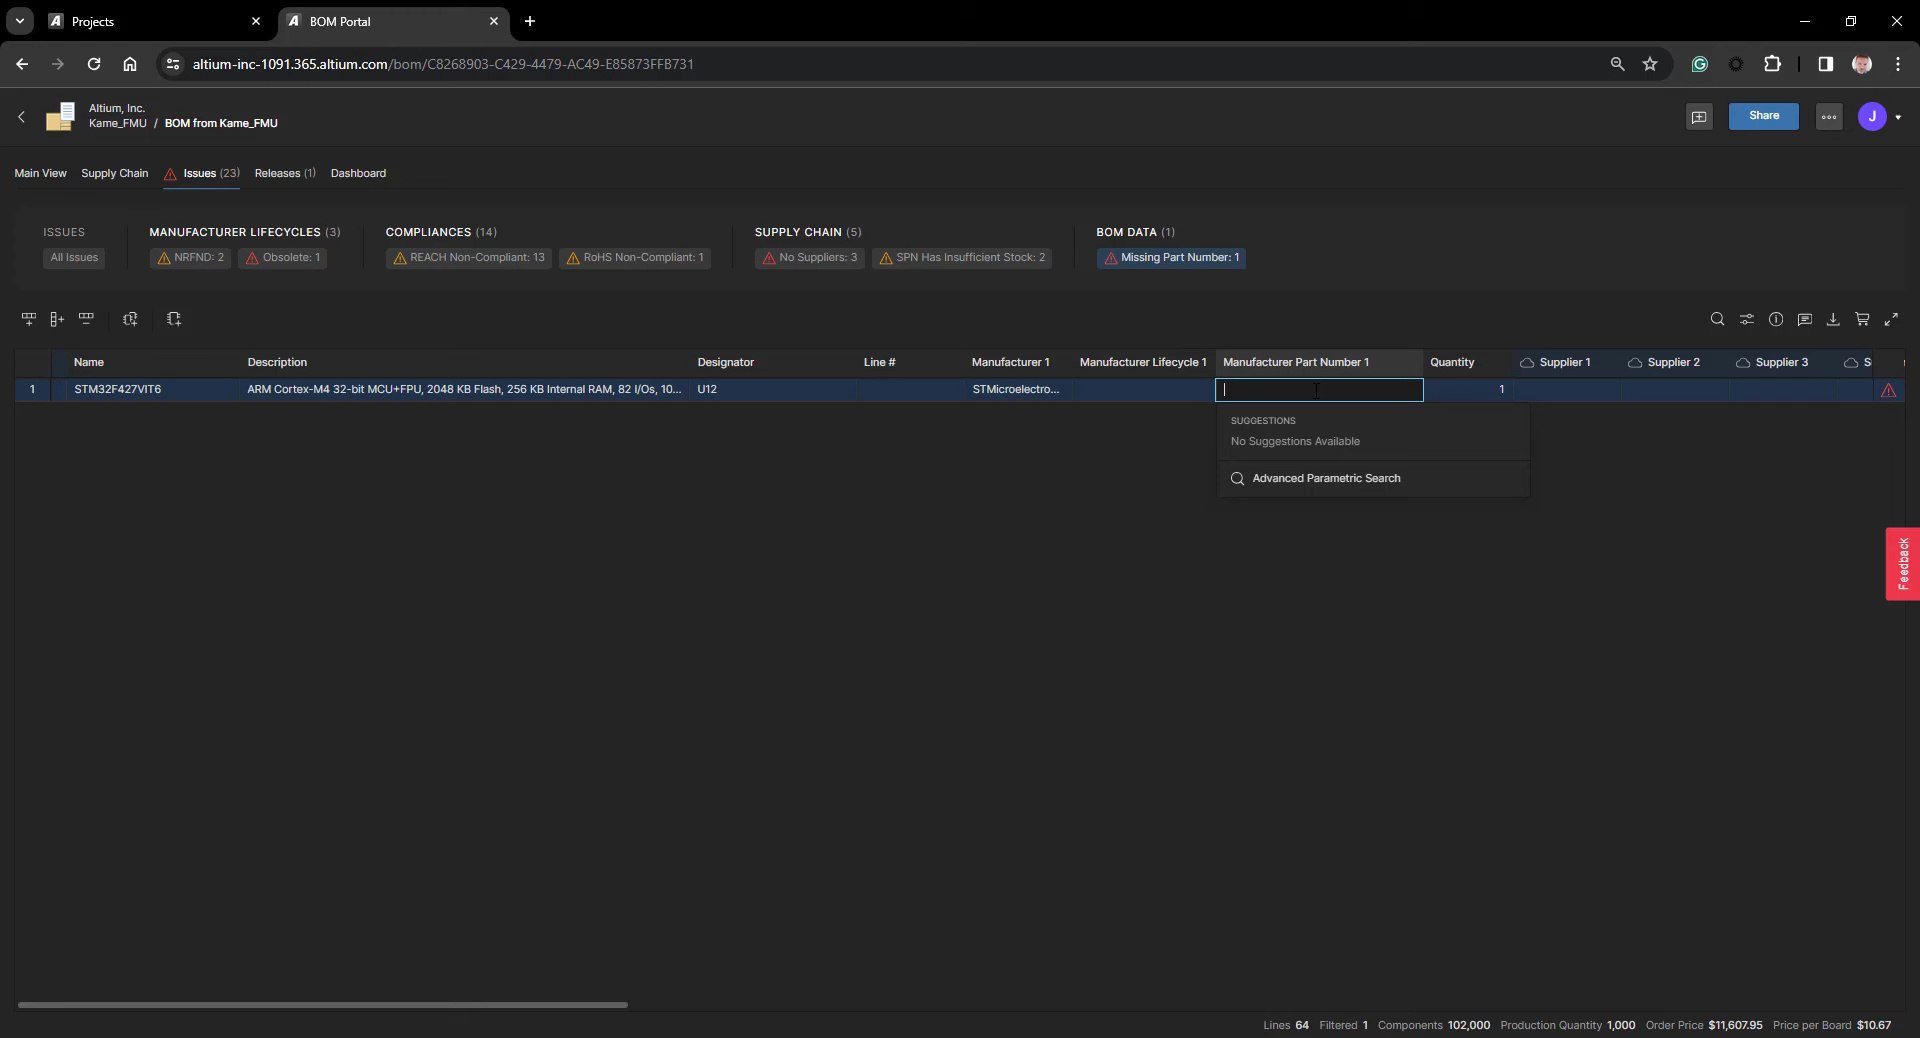 Projects
BOM Portal
altium-inc-1091.365.altium.com/bom/C8268903-C429-4479-AC49-E85873FFB731
Altium, Inc.
Kame_FMU / BOM from Kame_FMU
Share
J
Main View Supply Chain Issues (23) Releases (1) Dashboard
ISSUES MANUFACTURER LIFECYCLES (3) COMPLIANCES (14) SUPPLY CHAIN (5) BOM DATA (1)
All Issues NRFND: 2 Obsolete: 1 REACH Non-Compliant: 13 RoHS Non-Compliant: 1 No Suppliers: 3 SPN Has Insufficient Stock: 2 Missing Part Number: 1
Name Description Designator Line # Manufacturer 1 Manufacturer Lifecycle 1 Manufacturer Part Number 1 Quantity Supplier 1 Supplier 2 Supplier 3 S
1 STM32F427VIT6 ARM Cortex-M4 32-bit MCU+FPU, 2048 KB Flash, 256 KB Internal RAM, 82 I/Os, 10... U12 STMicroelectro... 1
SUGGESTIONS
No Suggestions Available
Advanced Parametric Search
Feedback
Lines 64 Filtered 1 Components 102,000 Production Quantity 1,000 Order Price $11,607.95 Price per Board $10.67